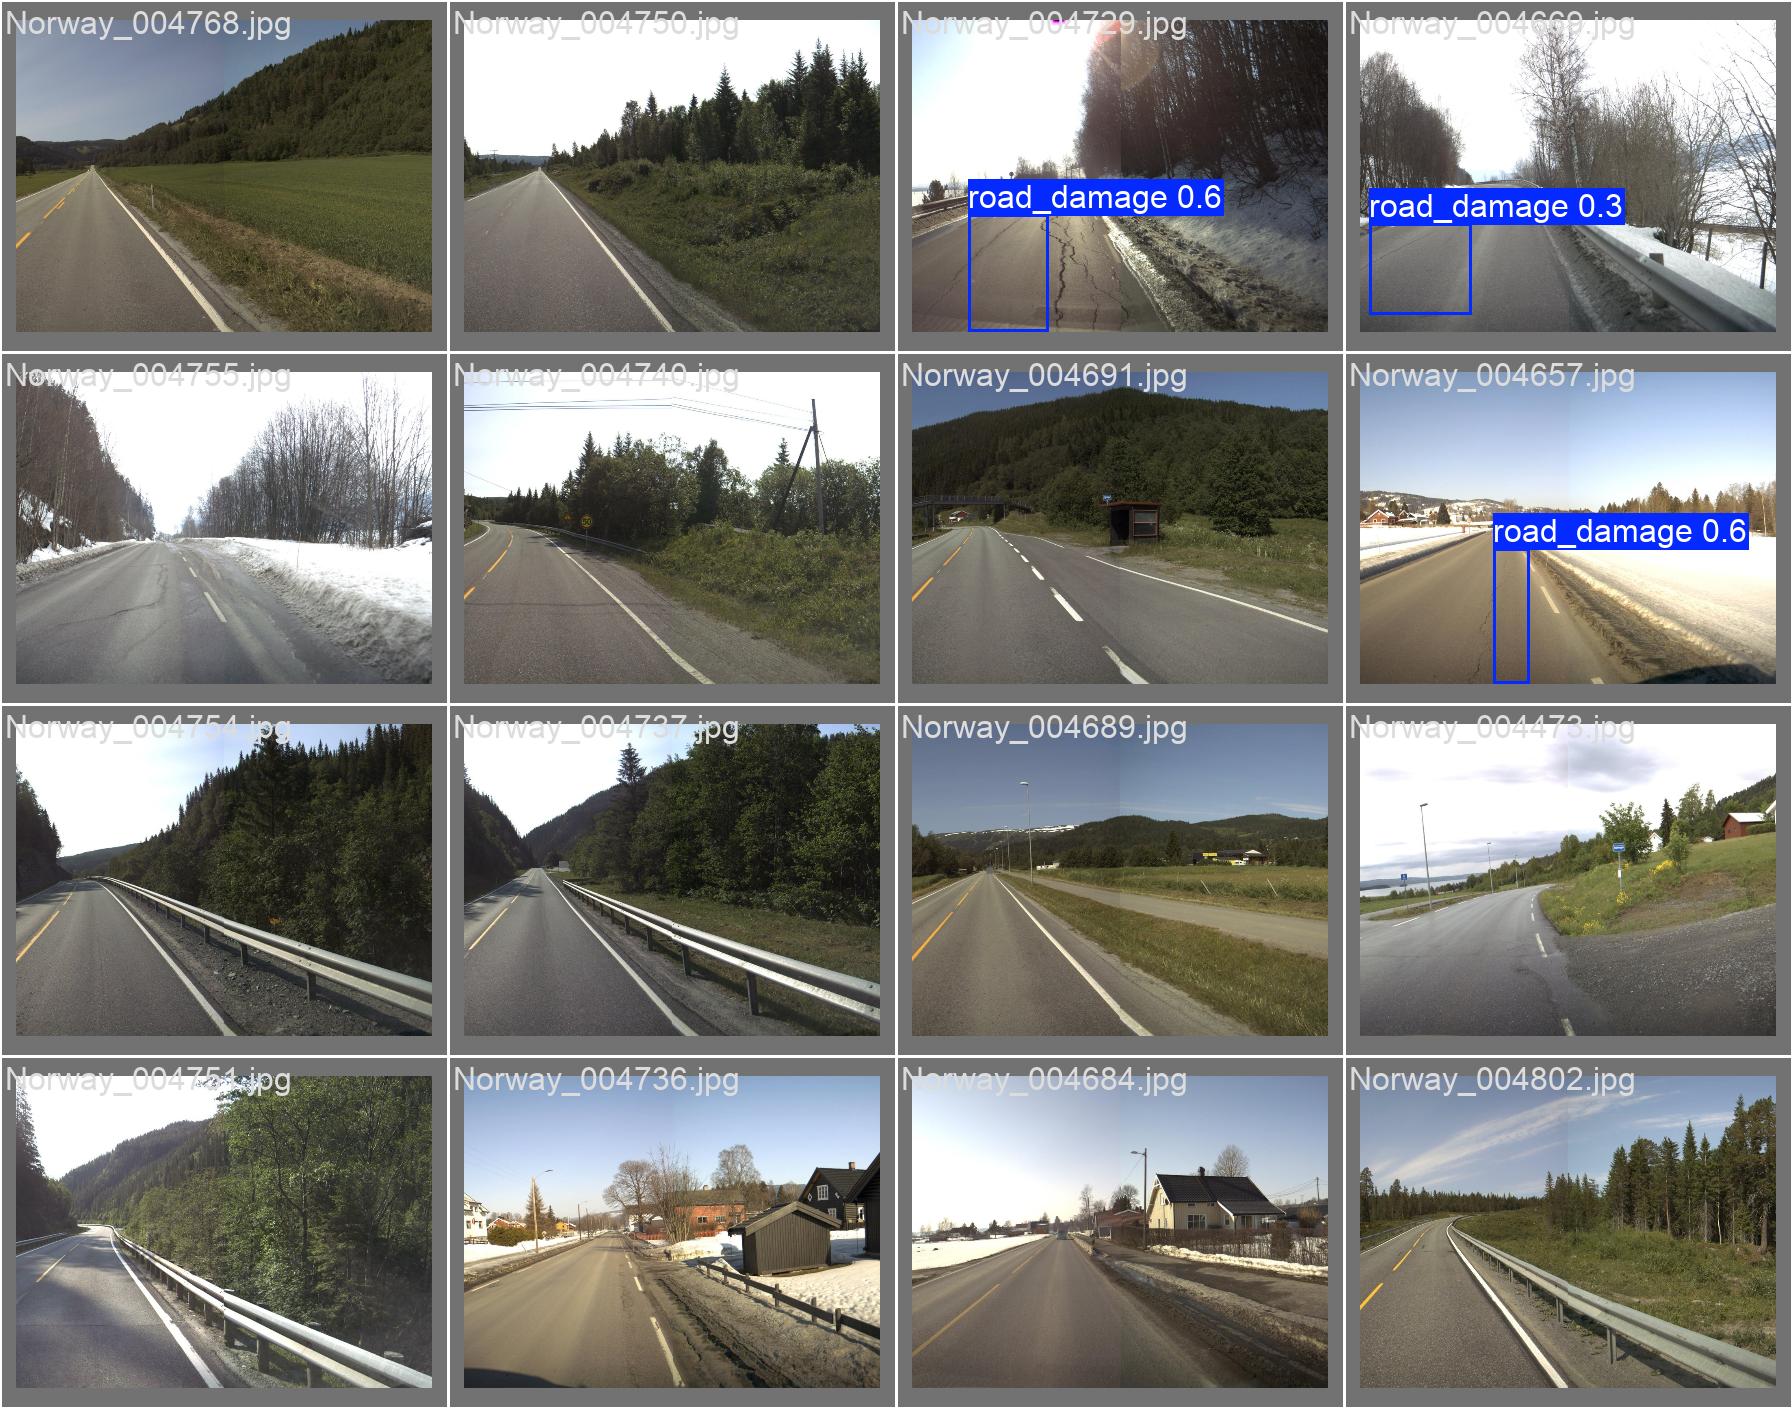 Norway_004768.jpg
Norway_004750.jpg
Norway_004729.jpg
Norway_004669.jpg
road_damage 0.6
road_damage 0.3
Norway_004755.jpg
Norway_004740.jpg
Norway_004691.jpg
Norway_004657.jpg
50
road_damage 0.6
Norway_004754.jpg
Norway_004737.jpg
Norway_004689.jpg
Norway_004473.jpg
Norway_004751.jpg
Norway_004736.jpg
Norway_004684.jpg
Norway_004802.jpg